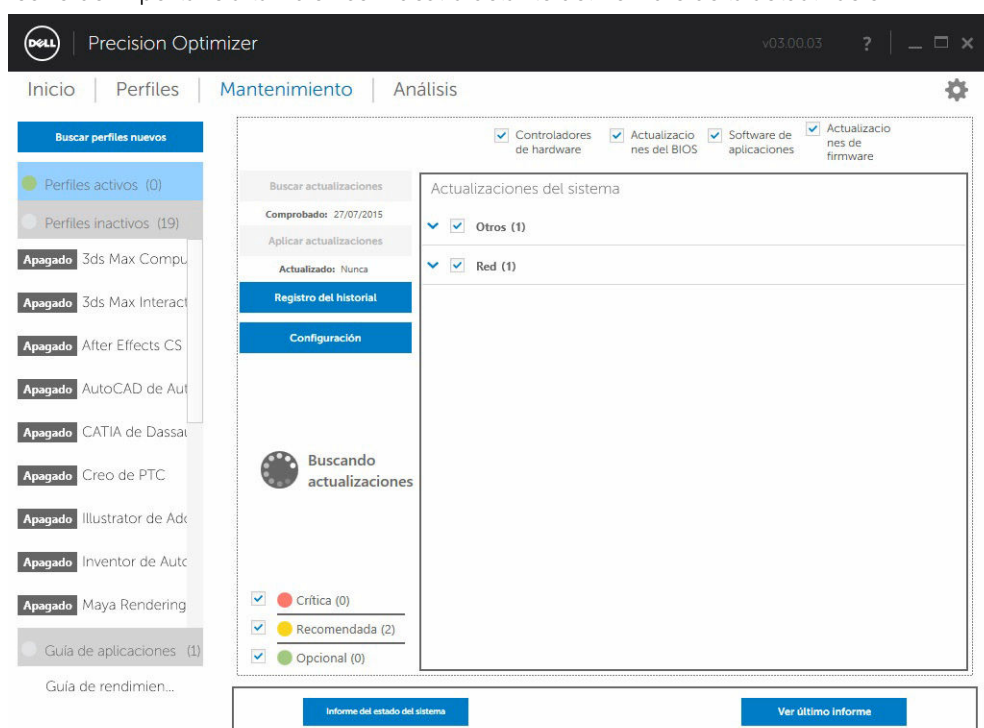 DELL
Precision Optimizer
v03.00.03
?
Inicio
Perfiles
Mantenimiento
Análisis
Buscar perfiles nuevos
Perfiles activos (0)
Perfiles inactivos (19)
Apagado 3ds Max Compu
Apagado 3ds Max Interact
Apagado After Effects CS
Apagado AutoCAD de Aut
Apagado CATIA de Dassau
Apagado Creo de PTC
Apagado Illustrator de Ado
Apagado Inventor de Auto
Apagado Maya Rendering
Guía de aplicaciones (1)
Guía de rendimien...
Controladores
de hardware
Actualizacio
nes del BIOS
Software de
aplicaciones
Actualizacio
nes de
firmware
Buscar actualizaciones
Comprobado: 27/07/2015
Aplicar actualizaciones
Actualizado: Nunca
Registro del historial
Configuración
Buscando
actualizaciones
Crítica (0)
Recomendada (2)
Opcional (0)
Actualizaciones del sistema
Otros (1)
Red (1)
Informe del estado del sistema
Ver último informe